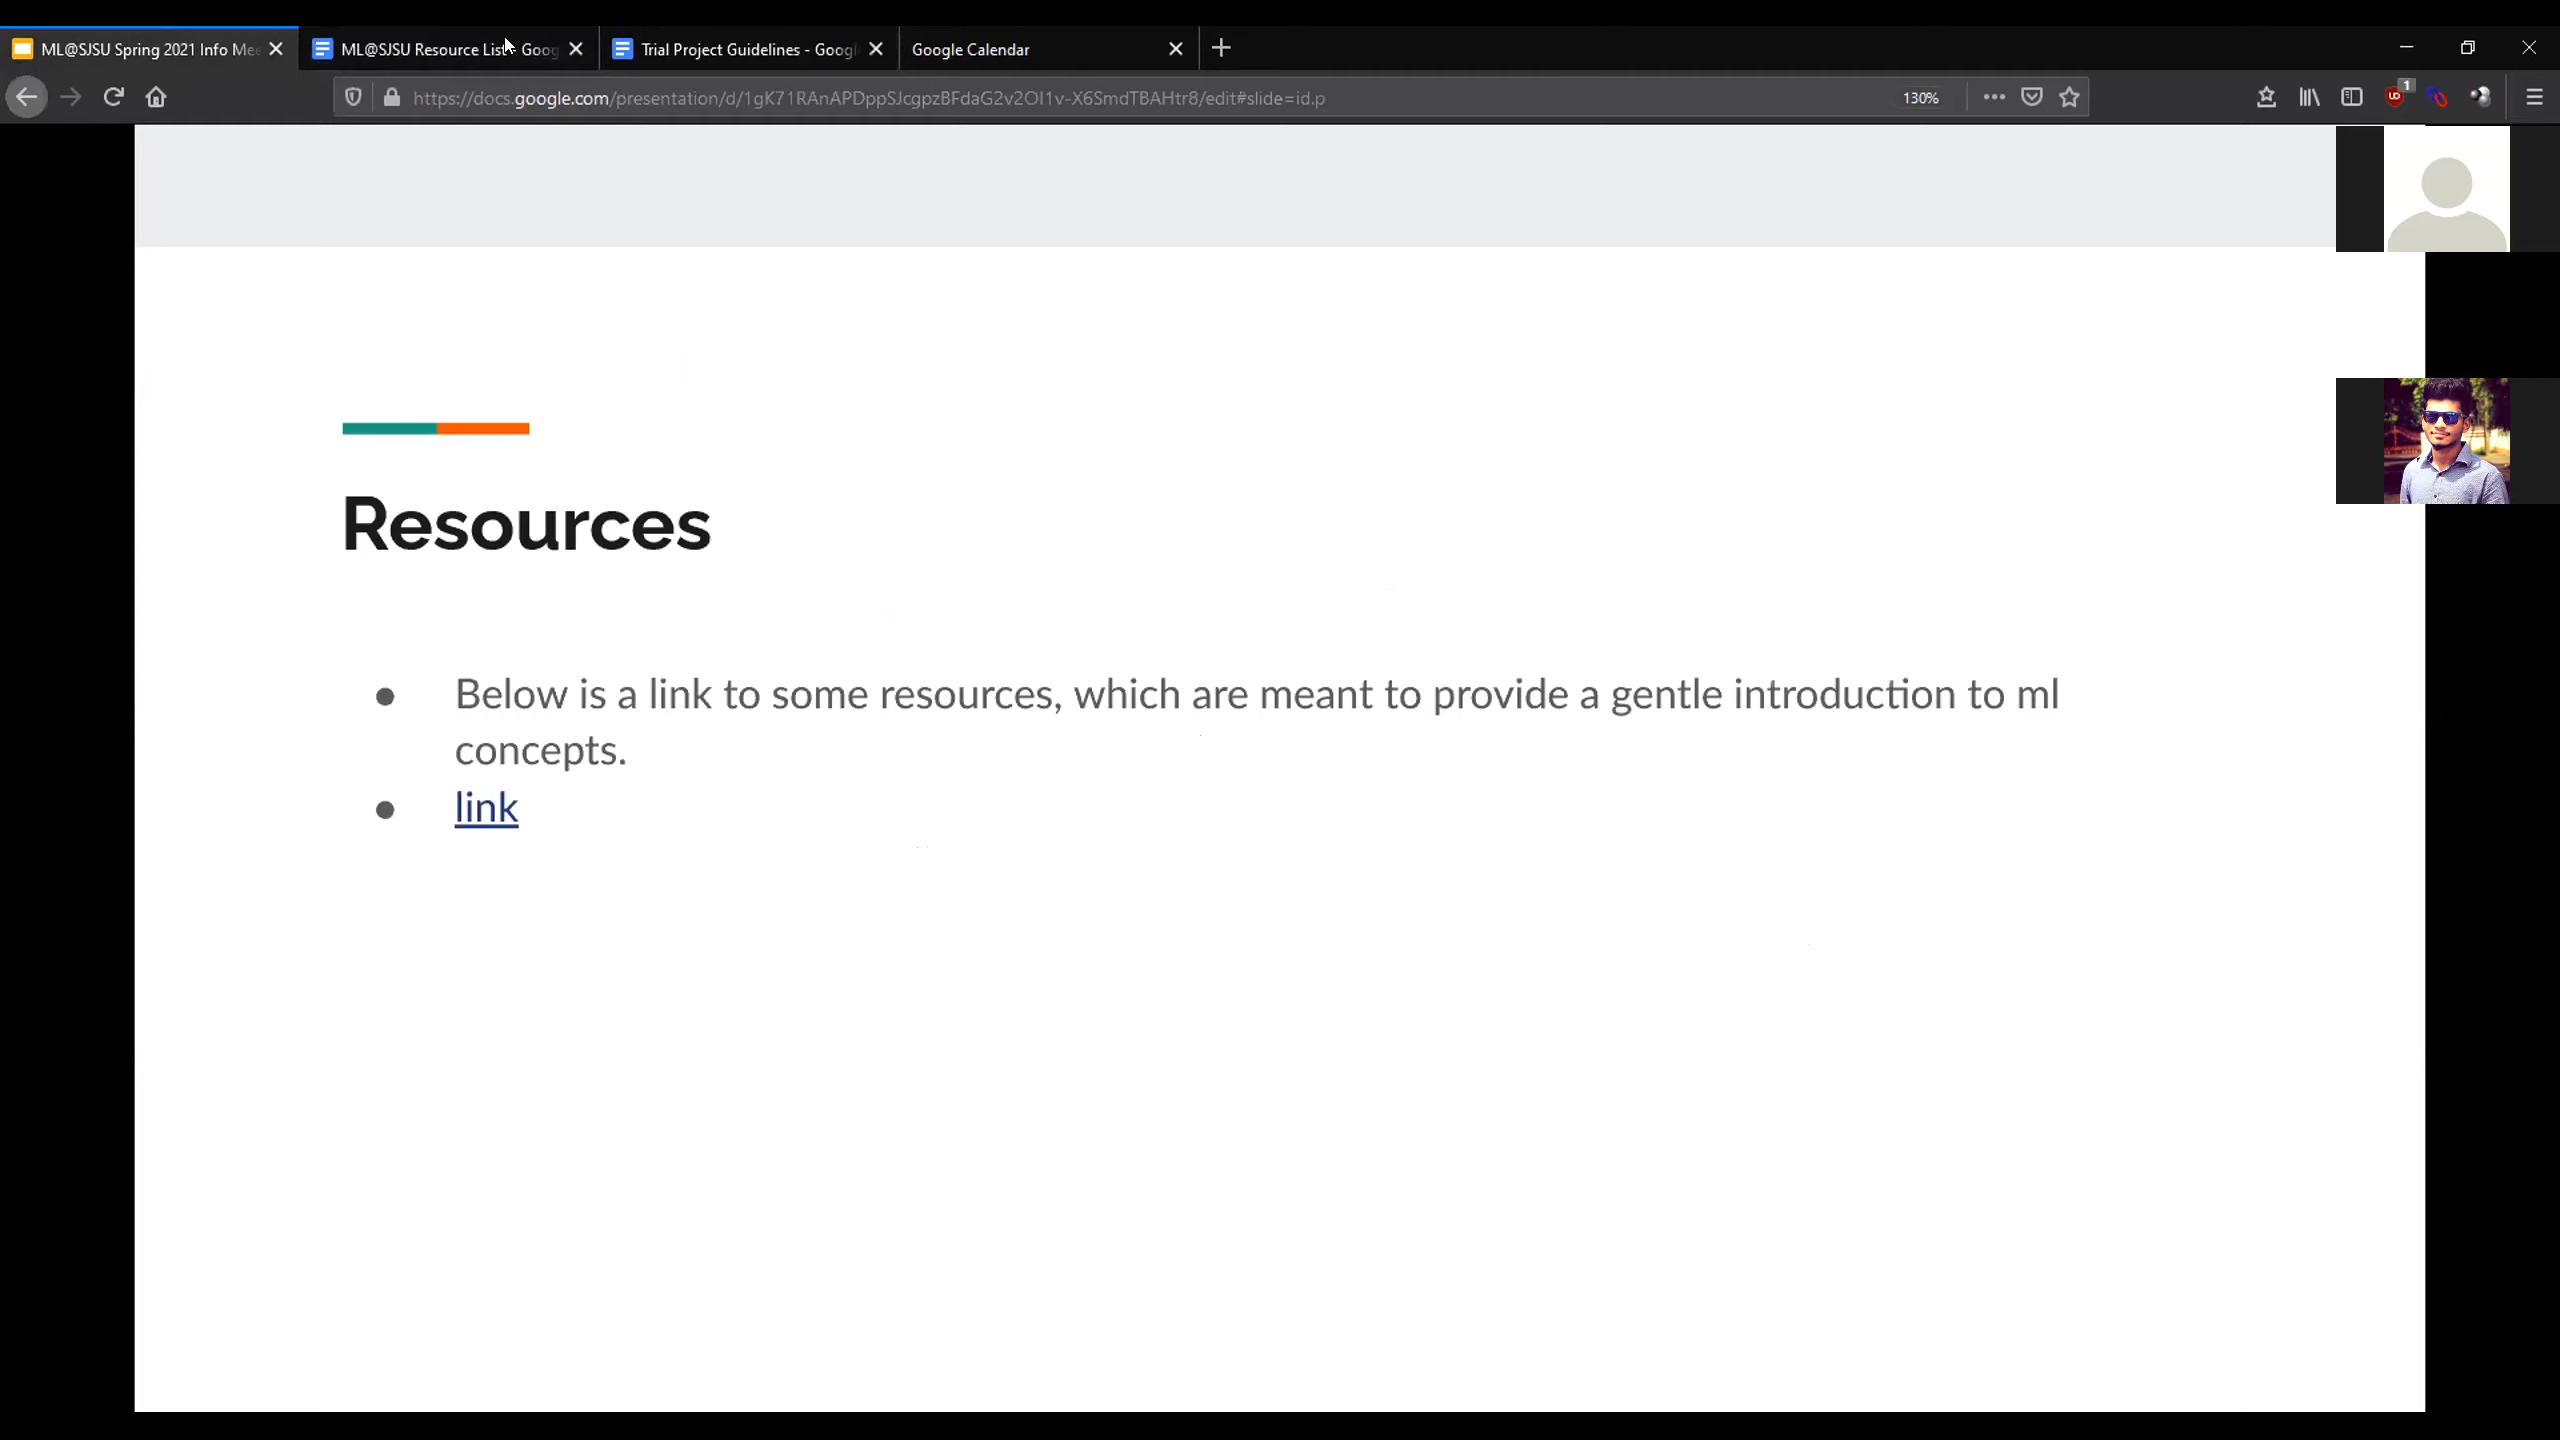 ML@SJSU Spring 2021 Info Mee
ML@SJSU Resource List - Goog
Trial Project Guidelines - Googl
Google Calendar
https://docs.google.com/presentation/d/1gK71RAnAPDppSJcgpzBFdaG2v2OI1v-X6SmdTBAHtr8/edit#slide=id.p
130%
1
Resources
● Below is a link to some resources, which are meant to provide a gentle introduction to ml
concepts.
● link